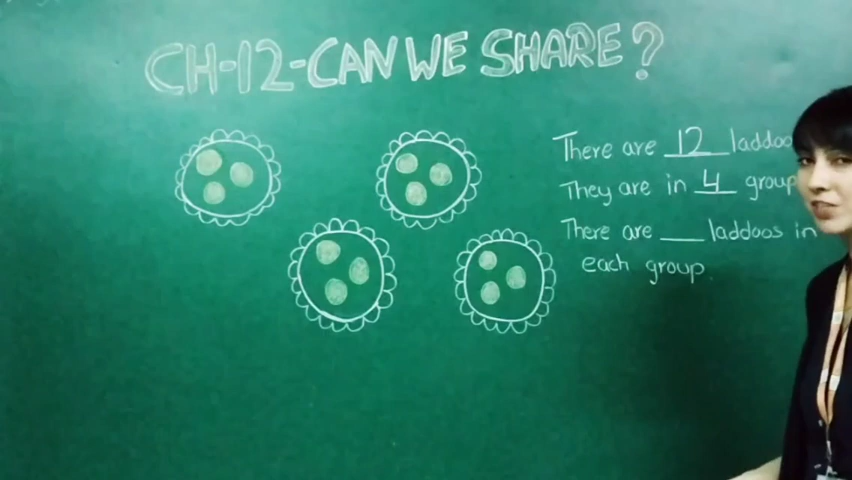 CH-12-CAN WE SHARE?
There are 12 laddoo
They are in 4 group
There are ___ laddoos in
each group.